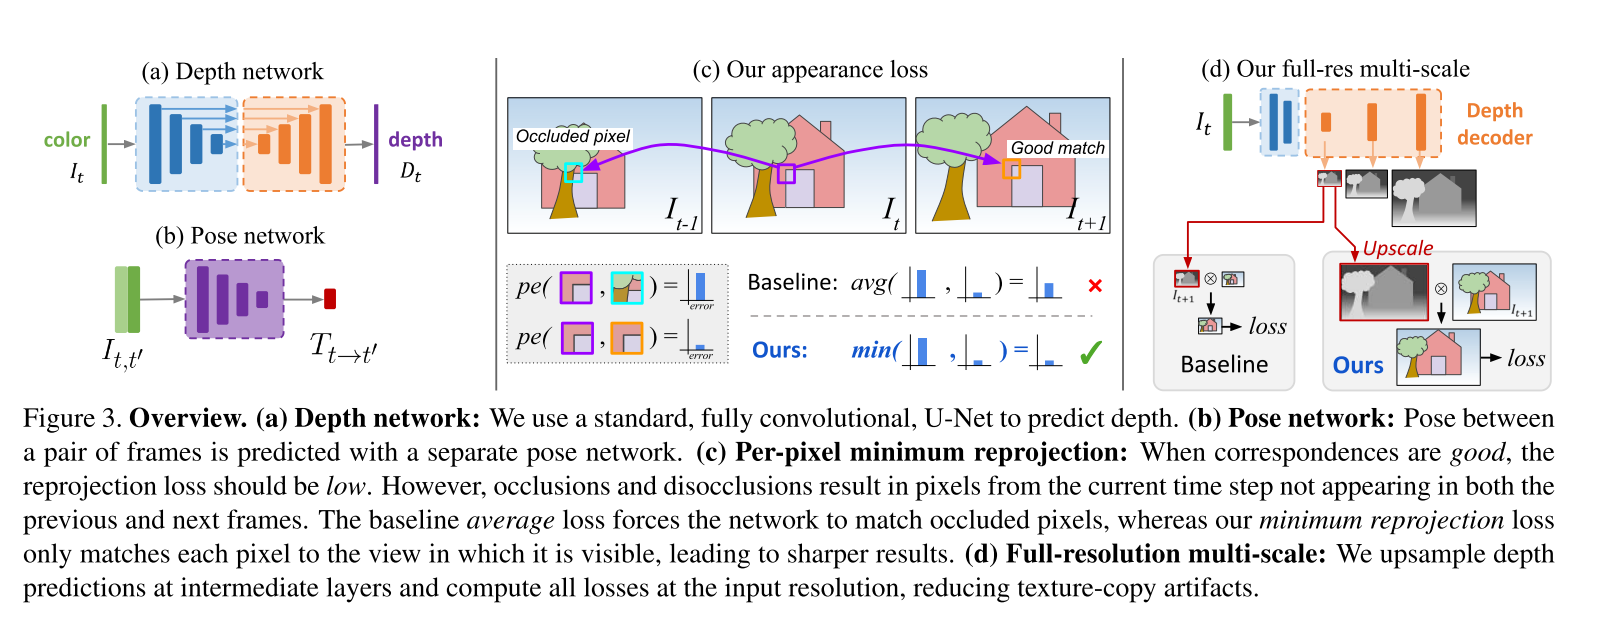 (a) Depth network
color
I_t
depth
D_t
(b) Pose network
I_{t,t'}
T_{t→t'}
(c) Our appearance loss
Occluded pixel
Good match
I_{t-1}
I_t
I_{t+1}
pe( , ) =
error
pe( , ) =
error
Baseline: avg( , ) = ×
Ours: min( , ) = ✓
(d) Our full-res multi-scale
I_t
Depth
decoder
Upscale
I_{t+1}
⊗
loss
Baseline
⊗
I_{t+1}
loss
Ours
Figure 3. Overview. (a) Depth network: We use a standard, fully convolutional, U-Net to predict depth. (b) Pose network: Pose between
a pair of frames is predicted with a separate pose network. (c) Per-pixel minimum reprojection: When correspondences are good, the
reprojection loss should be low. However, occlusions and disocclusions result in pixels from the current time step not appearing in both the
previous and next frames. The baseline average loss forces the network to match occluded pixels, whereas our minimum reprojection loss
only matches each pixel to the view in which it is visible, leading to sharper results. (d) Full-resolution multi-scale: We upsample depth
predictions at intermediate layers and compute all losses at the input resolution, reducing texture-copy artifacts.